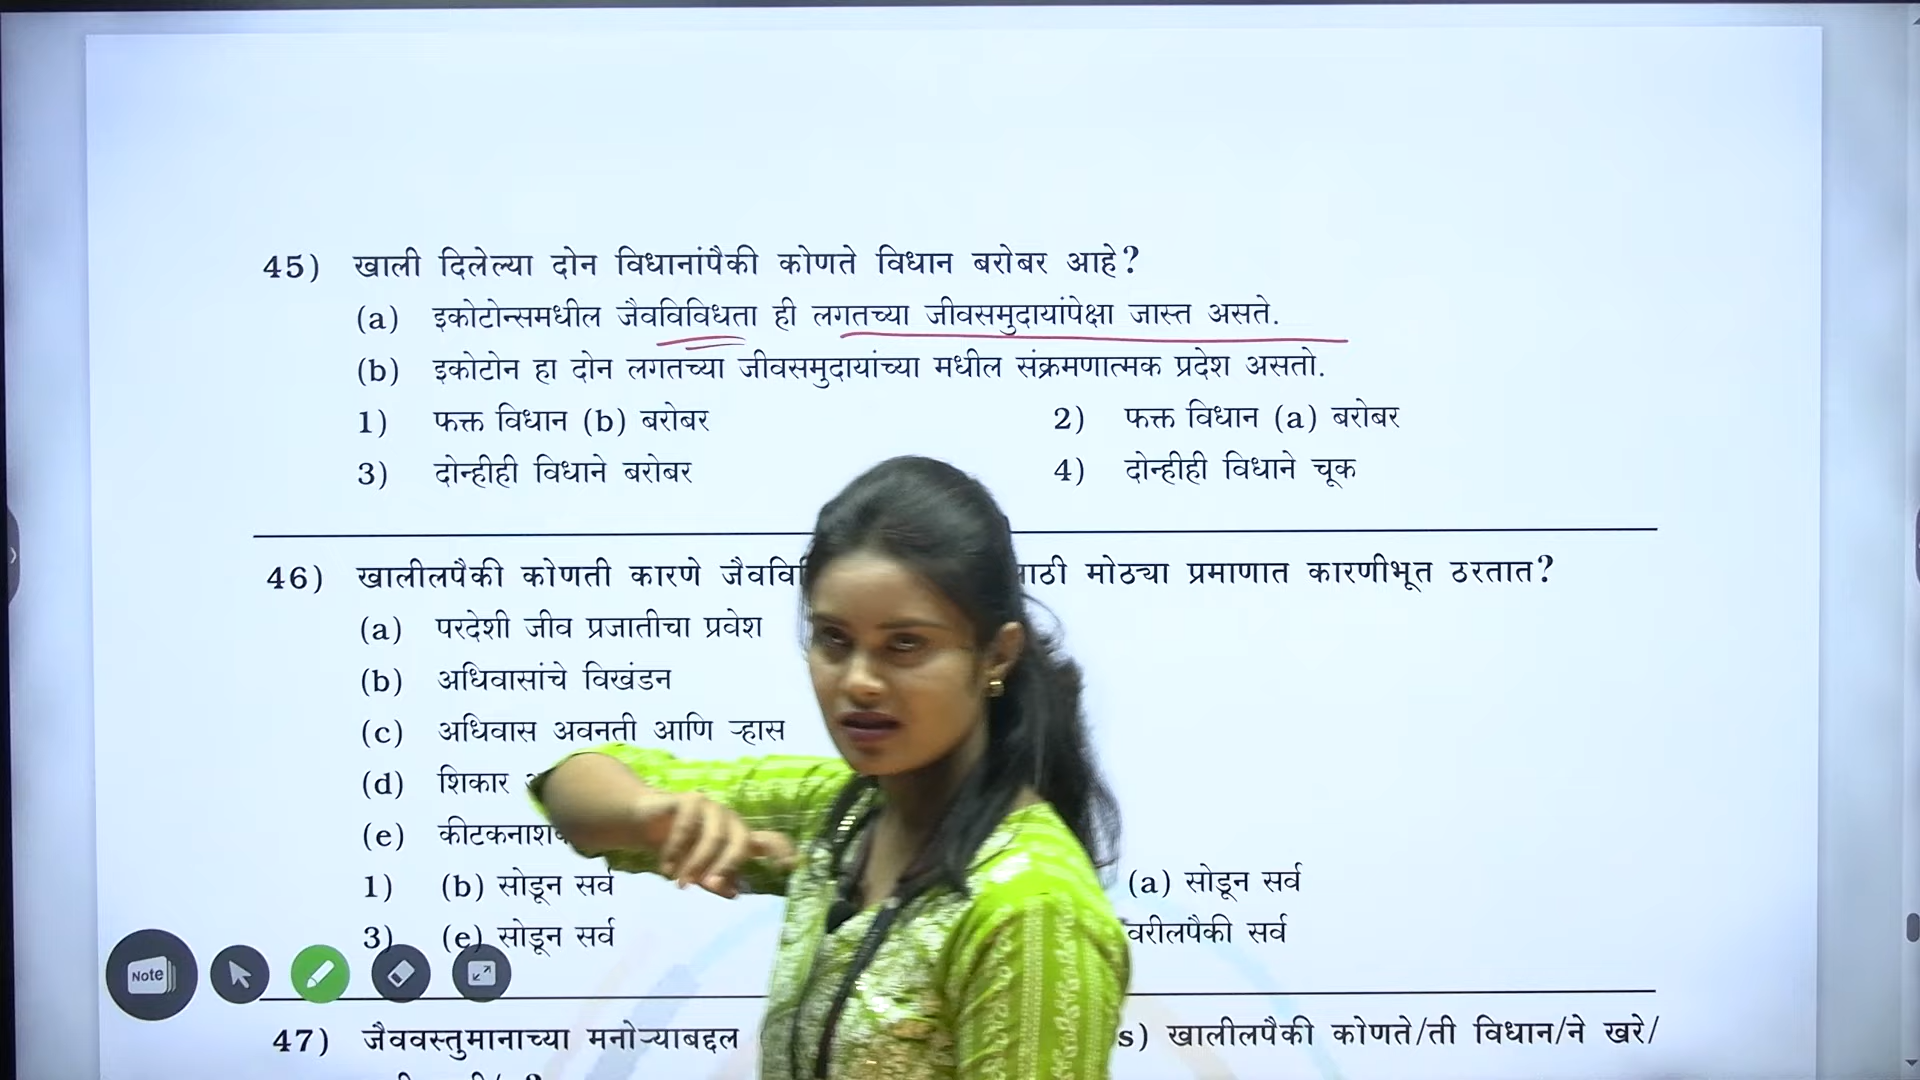 45) खाली दिलेल्या दोन विधानांपैकी कोणते विधान बरोबर आहे?
(a) इकोटोन्समधील जैवविविधता ही लगतच्या जीवसमुदायांपेक्षा जास्त असते.
(b) इकोटोन हा दोन लगतच्या जीवसमुदायांच्या मधील संक्रमणात्मक प्रदेश असतो.
1) फक्त विधान (b) बरोबर 2) फक्त विधान (a) बरोबर
3) दोन्हीही विधाने बरोबर 4) दोन्हीही विधाने चूक
46) खालीलपैकी कोणती कारणे मोठ्या प्रमाणात कारणीभूत ठरतात?
(a) परदेशी जीव प्रजातीचा प्रवेश
(b) अधिवासांचे विखंडन
(c) अधिवास अवनती आणि ऱ्हास
(d) शिकार
(e)
1) (b) सोडून सर्व (a) सोडून सर्व
3) (e) सोडून सर्व वरीलपैकी सर्व
Note
47) जैववस्तुमानाच्या मनोऱ्याबद्दल s) खालीलपैकी कोणते/ती विधान/ने खरे/